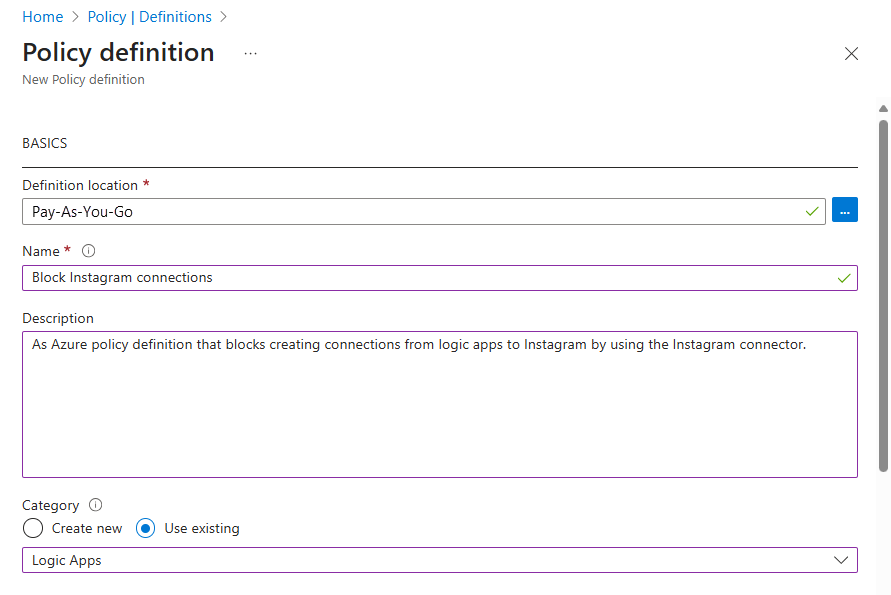 Home > Policy | Definitions >
Policy definition ...
New Policy definition
BASICS
Definition location *
Pay-As-You-Go
...
Name *
Block Instagram connections
Description
As Azure policy definition that blocks creating connections from logic apps to Instagram by using the Instagram connector.
Category
Create new Use existing
Logic Apps